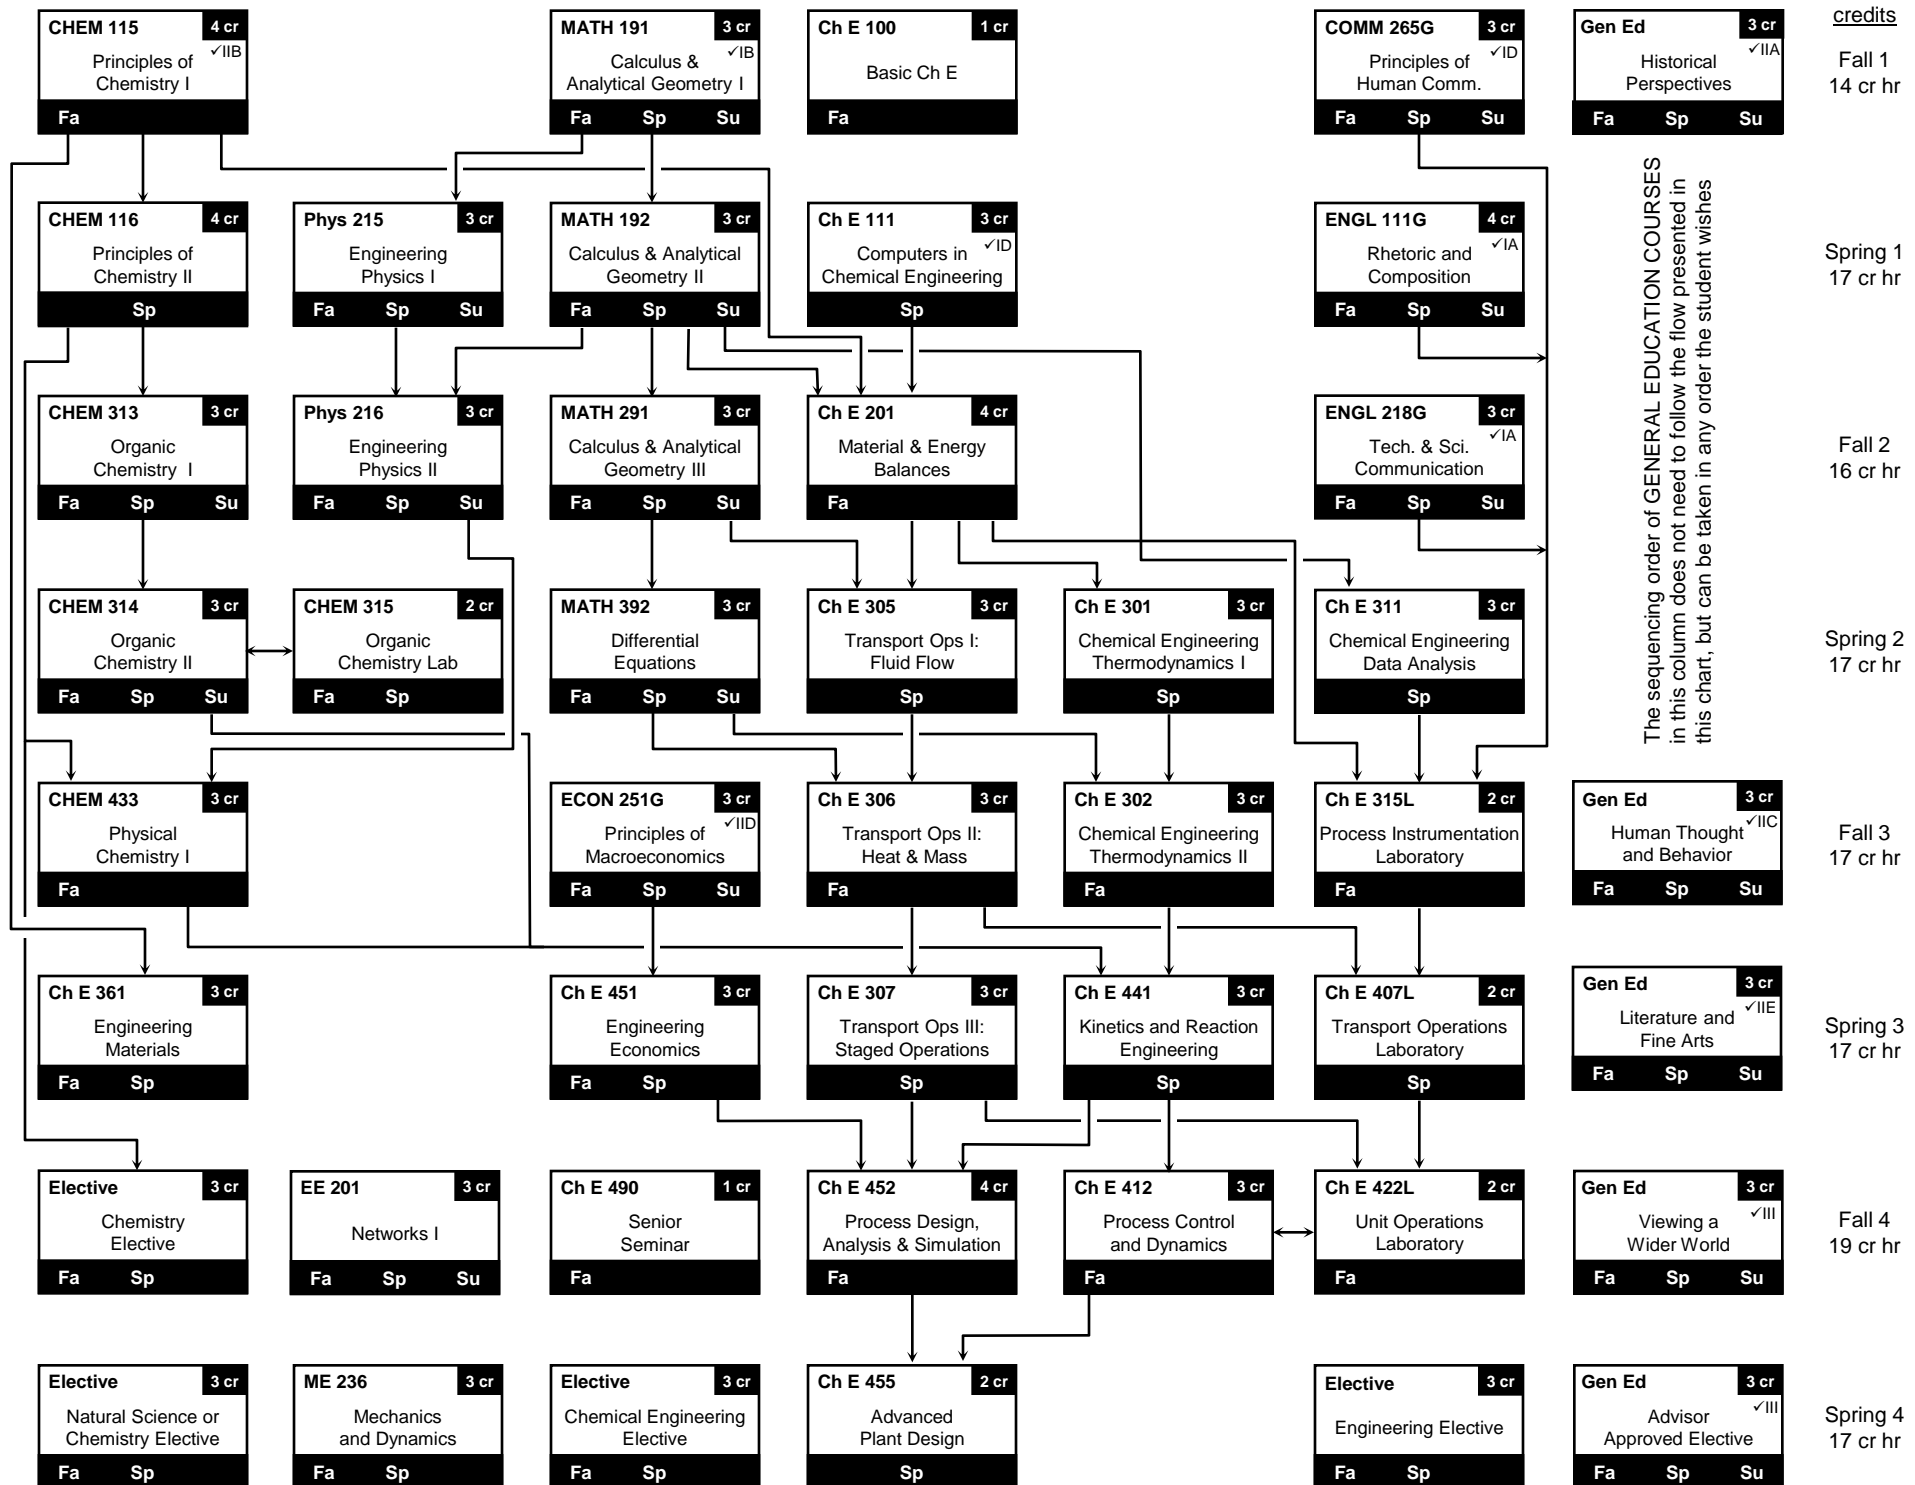 CHEM 115
4 cr
✓IIB
Principles of
Chemistry I
Fa
MATH 191
3 cr
✓IB
Calculus &
Analytical Geometry I
Fa Sp Su
Ch E 100
1 cr
Basic Ch E
Fa
COMM 265G
3 cr
✓ID
Principles of
Human Comm.
Fa Sp Su
Gen Ed
3 cr
✓IIA
Historical
Perspectives
Fa Sp Su
credits
Fall 1
14 cr hr
CHEM 116
4 cr
Principles of
Chemistry II
Sp
Phys 215
3 cr
Engineering
Physics I
Fa Sp Su
MATH 192
3 cr
Calculus & Analytical
Geometry II
Fa Sp Su
Ch E 111
3 cr
✓ID
Computers in
Chemical Engineering
Sp
ENGL 111G
4 cr
✓IA
Rhetoric and
Composition
Fa Sp Su
The sequencing order of GENERAL EDUCATION COURSES
in this column does not need to follow the flow presented in
this chart, but can be taken in any order the student wishes
Spring 1
17 cr hr
CHEM 313
3 cr
Organic
Chemistry I
Fa Sp Su
Phys 216
3 cr
Engineering
Physics II
Fa Sp Su
MATH 291
3 cr
Calculus & Analytical
Geometry III
Fa Sp Su
Ch E 201
4 cr
Material & Energy
Balances
Fa
ENGL 218G
3 cr
✓IA
Tech. & Sci.
Communication
Fa Sp Su
Fall 2
16 cr hr
CHEM 314
3 cr
Organic
Chemistry II
Fa Sp Su
CHEM 315
2 cr
Organic
Chemistry Lab
Fa Sp
MATH 392
3 cr
Differential
Equations
Fa Sp Su
Ch E 305
3 cr
Transport Ops I:
Fluid Flow
Sp
Ch E 301
3 cr
Chemical Engineering
Thermodynamics I
Sp
Ch E 311
3 cr
Chemical Engineering
Data Analysis
Sp
Spring 2
17 cr hr
CHEM 433
3 cr
Physical
Chemistry I
Fa
ECON 251G
3 cr
✓IID
Principles of
Macroeconomics
Fa Sp Su
Ch E 306
3 cr
Transport Ops II:
Heat & Mass
Fa
Ch E 302
3 cr
Chemical Engineering
Thermodynamics II
Fa
Ch E 315L
2 cr
Process Instrumentation
Laboratory
Fa
Gen Ed
3 cr
✓IIC
Human Thought
and Behavior
Fa Sp Su
Fall 3
17 cr hr
Ch E 361
3 cr
Engineering
Materials
Fa Sp
Ch E 451
3 cr
Engineering
Economics
Fa Sp
Ch E 307
3 cr
Transport Ops III:
Staged Operations
Sp
Ch E 441
3 cr
Kinetics and Reaction
Engineering
Sp
Ch E 407L
2 cr
Transport Operations
Laboratory
Sp
Gen Ed
3 cr
✓IIE
Literature and
Fine Arts
Fa Sp Su
Spring 3
17 cr hr
Elective
3 cr
Chemistry
Elective
Fa Sp
EE 201
3 cr
Networks I
Fa Sp Su
Ch E 490
1 cr
Senior
Seminar
Fa
Ch E 452
4 cr
Process Design,
Analysis & Simulation
Fa
Ch E 412
3 cr
Process Control
and Dynamics
Fa
Ch E 422L
2 cr
Unit Operations
Laboratory
Fa
Gen Ed
3 cr
✓III
Viewing a
Wider World
Fa Sp Su
Fall 4
19 cr hr
Elective
3 cr
Natural Science or
Chemistry Elective
Fa Sp
ME 236
3 cr
Mechanics
and Dynamics
Fa Sp
Elective
3 cr
Chemical Engineering
Elective
Fa Sp
Ch E 455
2 cr
Advanced
Plant Design
Sp
Elective
3 cr
Engineering Elective
Fa Sp
Gen Ed
3 cr
✓III
Advisor
Approved Elective
Fa Sp Su
Spring 4
17 cr hr